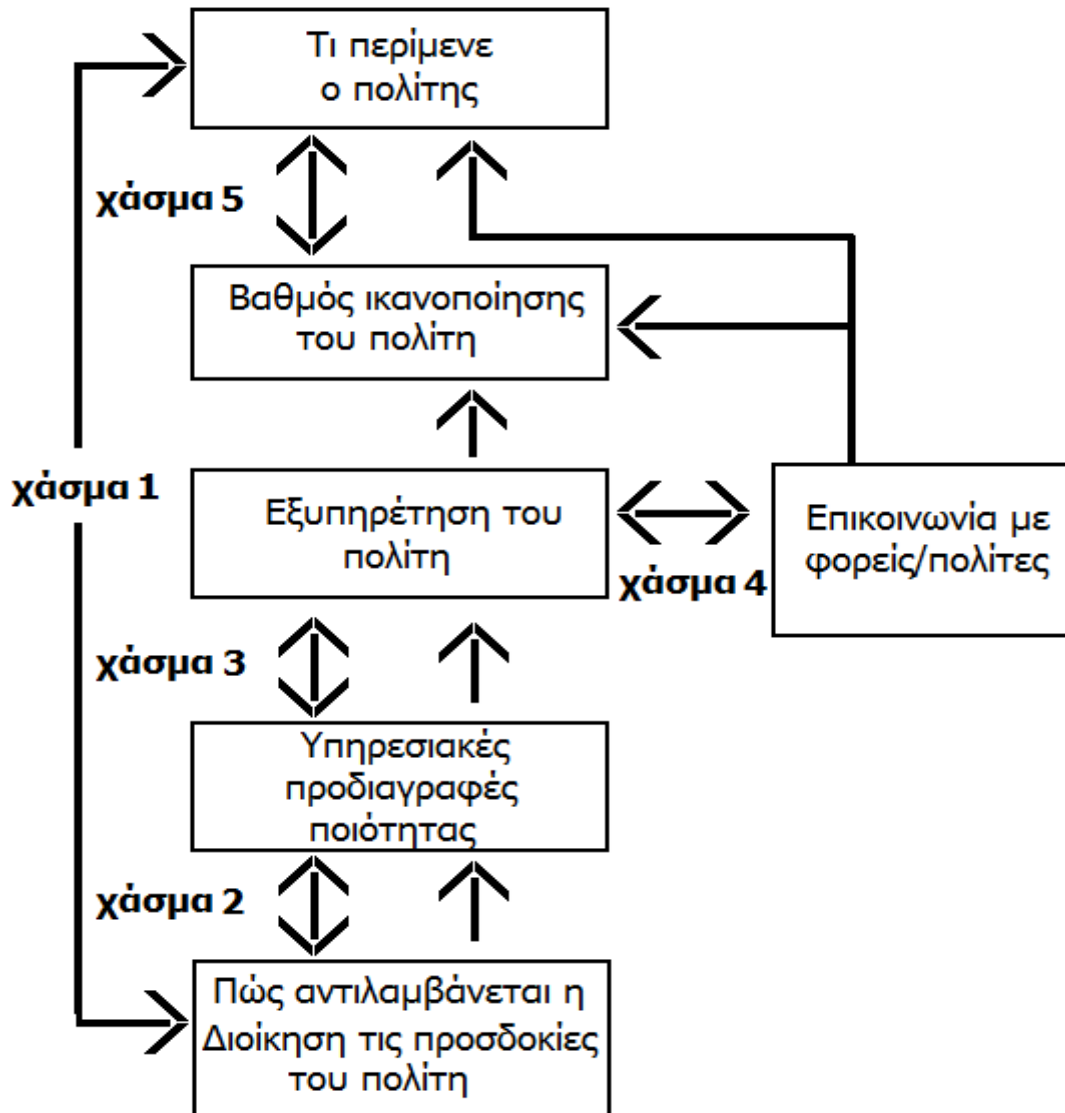 Τι περίμενε
ο πολίτης
χάσμα 5
Βαθμός ικανοποίησης
του πολίτη
χάσμα 1
Εξυπηρέτηση του
πολίτη
Επικοινωνία με
φορείς/πολίτες
χάσμα 4
χάσμα 3
Υπηρεσιακές
προδιαγραφές
ποιότητας
χάσμα 2
Πώς αντιλαμβάνεται η
Διοίκηση τις προσδοκίες
του πολίτη